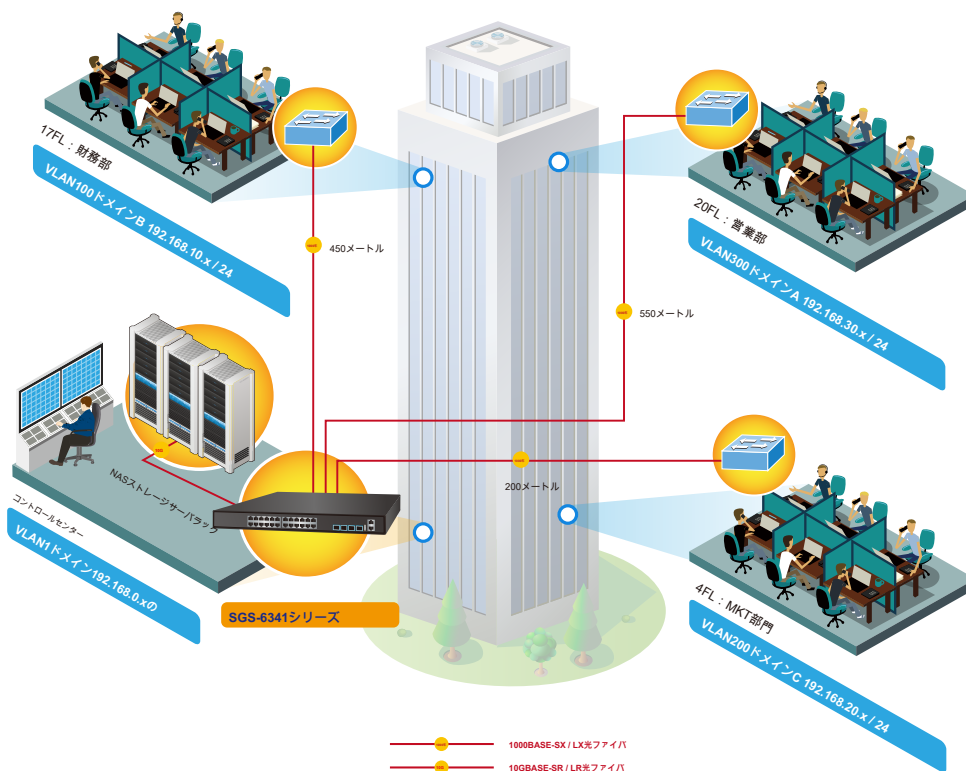 17FL：財務部
VLAN100ドメインB 192.168.10.x / 24
450メートル
20FL：営業部
VLAN300ドメインA 192.168.30.x / 24
550メートル
10G
NASストレージサーバラック
コントロールセンター
VLAN1ドメイン192.168.0.xの
SGS-6341シリーズ
200メートル
4FL：MKT部門
VLAN200ドメインC 192.168.20.x / 24
1000BASE-SX / LX光ファイバ
10G
10GBASE-SR / LR光ファイバ